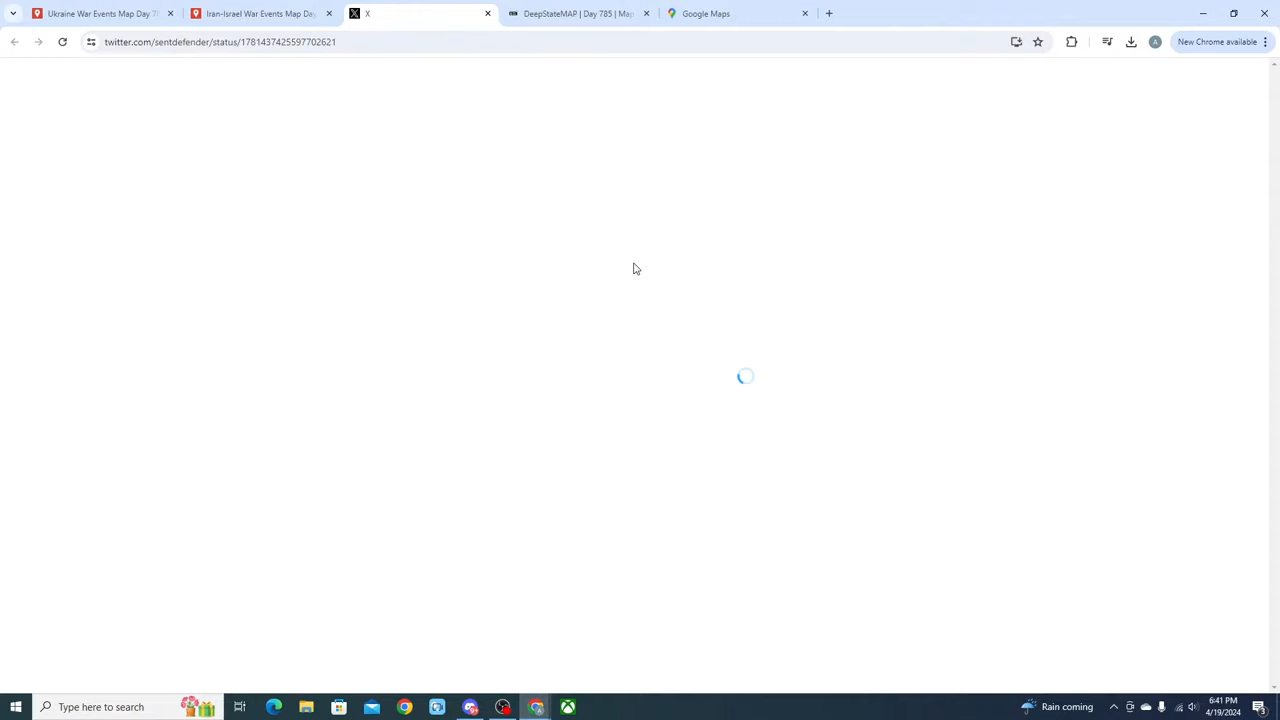 Ukraine War Events Map Day 7
Iran-Israel War Events Map Day
X
DeepStateMAP | Day 785 | Map
Google Maps
twitter.com/sentdefender/status/1781437425597702621
New Chrome available
Type here to search
Rain coming
6:41 PM
4/19/2024